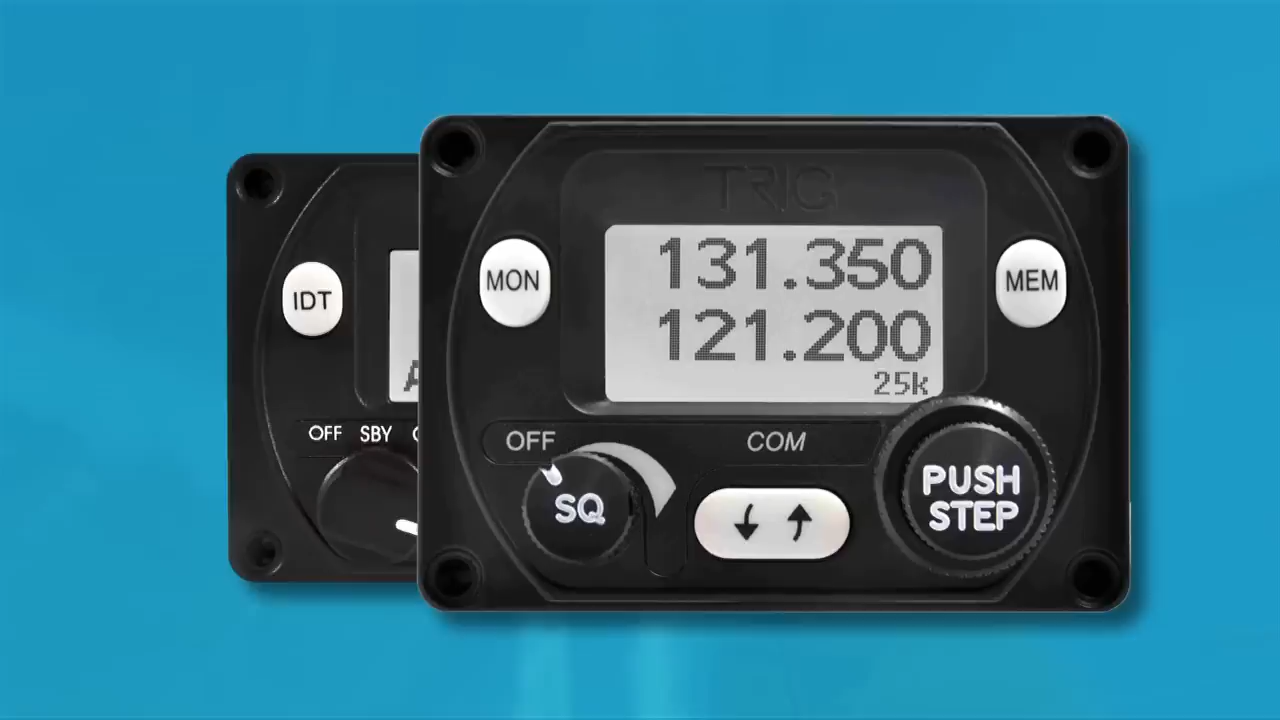 TRIG
131.350
121.200
25k
MON
MEM
IDT
OFF SBY
OFF
COM
SQ
PUSH
STEP